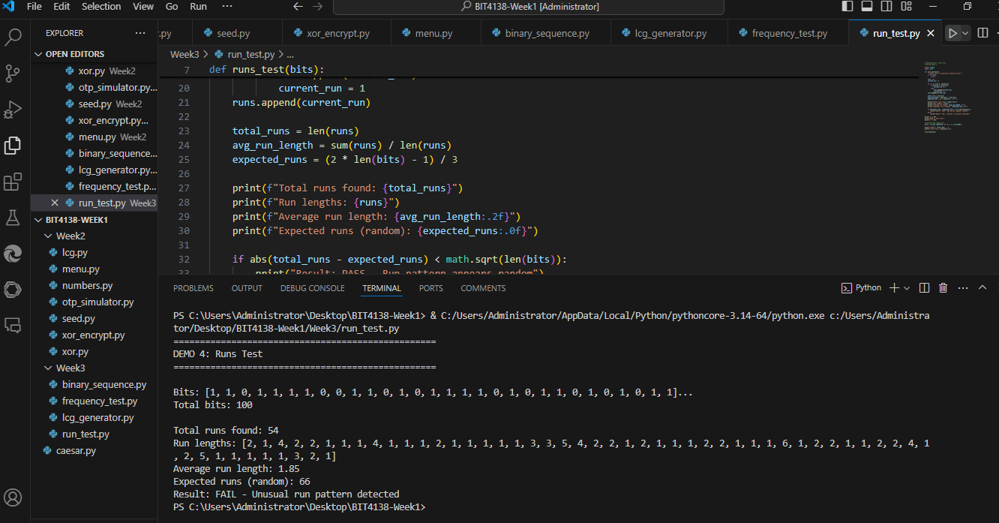 File Edit Selection View Go Run ··· ← → BIT4138-Week1 [Administrator]
EXPLORER ···
.py seed.py xor_encrypt.py menu.py binary_sequence.py lcg_generator.py frequency_test.py run_test.py
OPEN EDITORS
xor.py Week2
otp_simulator.py...
seed.py Week2
xor_encrypt.py...
menu.py Week2
binary_sequence...
lcg_generator.py...
frequency_test.p...
run_test.py Week3
BIT4138-WEEK1
Week2
lcg.py
menu.py
numbers.py
otp_simulator.py
seed.py
xor_encrypt.py
xor.py
Week3
binary_sequence.py
frequency_test.py
lcg_generator.py
run_test.py
caesar.py
Week3 > run_test.py > ...
7 def runs_test(bits):
20 current_run = 1
21 runs.append(current_run)
22
23 total_runs = len(runs)
24 avg_run_length = sum(runs) / len(runs)
25 expected_runs = (2 * len(bits) - 1) / 3
26
27 print(f"Total runs found: {total_runs}")
28 print(f"Run lengths: {runs}")
29 print(f"Average run length: {avg_run_length:.2f}")
30 print(f"Expected runs (random): {expected_runs:.0f}")
31
32 if abs(total_runs - expected_runs) < math.sqrt(len(bits)):
33 print("Result: PASS - Run pattern appears random")
PROBLEMS OUTPUT DEBUG CONSOLE TERMINAL PORTS COMMENTS Python
PS C:\Users\Administrator\Desktop\BIT4138-Week1> & C:/Users/Administrator/AppData/Local/Python/pythoncore-3.14-64/python.exe c:/Users/Administra
tor/Desktop/BIT4138-Week1/Week3/run_test.py
==================================================
DEMO 4: Runs Test
==================================================
Bits: [1, 1, 0, 1, 1, 1, 1, 0, 0, 1, 1, 0, 1, 0, 1, 1, 1, 1, 0, 1, 0, 1, 1, 0, 1, 0, 1, 0, 1, 1]...
Total bits: 100
Total runs found: 54
Run lengths: [2, 1, 4, 2, 2, 1, 1, 1, 4, 1, 1, 1, 2, 1, 1, 1, 1, 1, 3, 3, 5, 4, 2, 2, 1, 2, 1, 1, 1, 2, 2, 1, 1, 1, 6, 1, 2, 2, 1, 1, 2, 2, 4, 1
, 2, 5, 1, 1, 1, 1, 1, 3, 2, 1]
Average run length: 1.85
Expected runs (random): 66
Result: FAIL - Unusual run pattern detected
PS C:\Users\Administrator\Desktop\BIT4138-Week1>